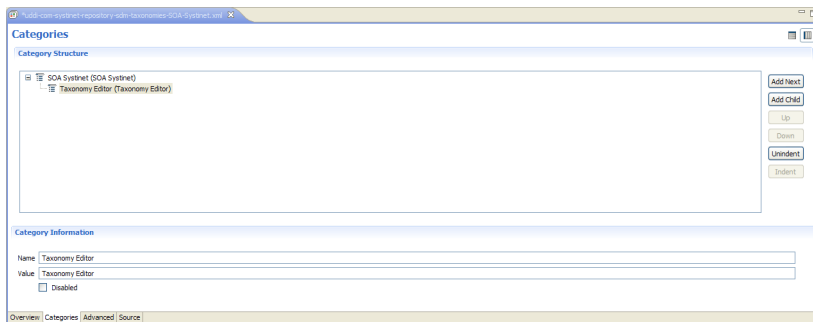 *uddi-com-systinet-repository-sdm-taxonomies-SOA-Systinet.xml
Categories
Category Structure
SOA Systinet (SOA Systinet)
Taxonomy Editor (Taxonomy Editor)
Add Next
Add Child
Up
Down
Unindent
Indent
Category Information
Name Taxonomy Editor
Value Taxonomy Editor
Disabled
Overview Categories Advanced Source